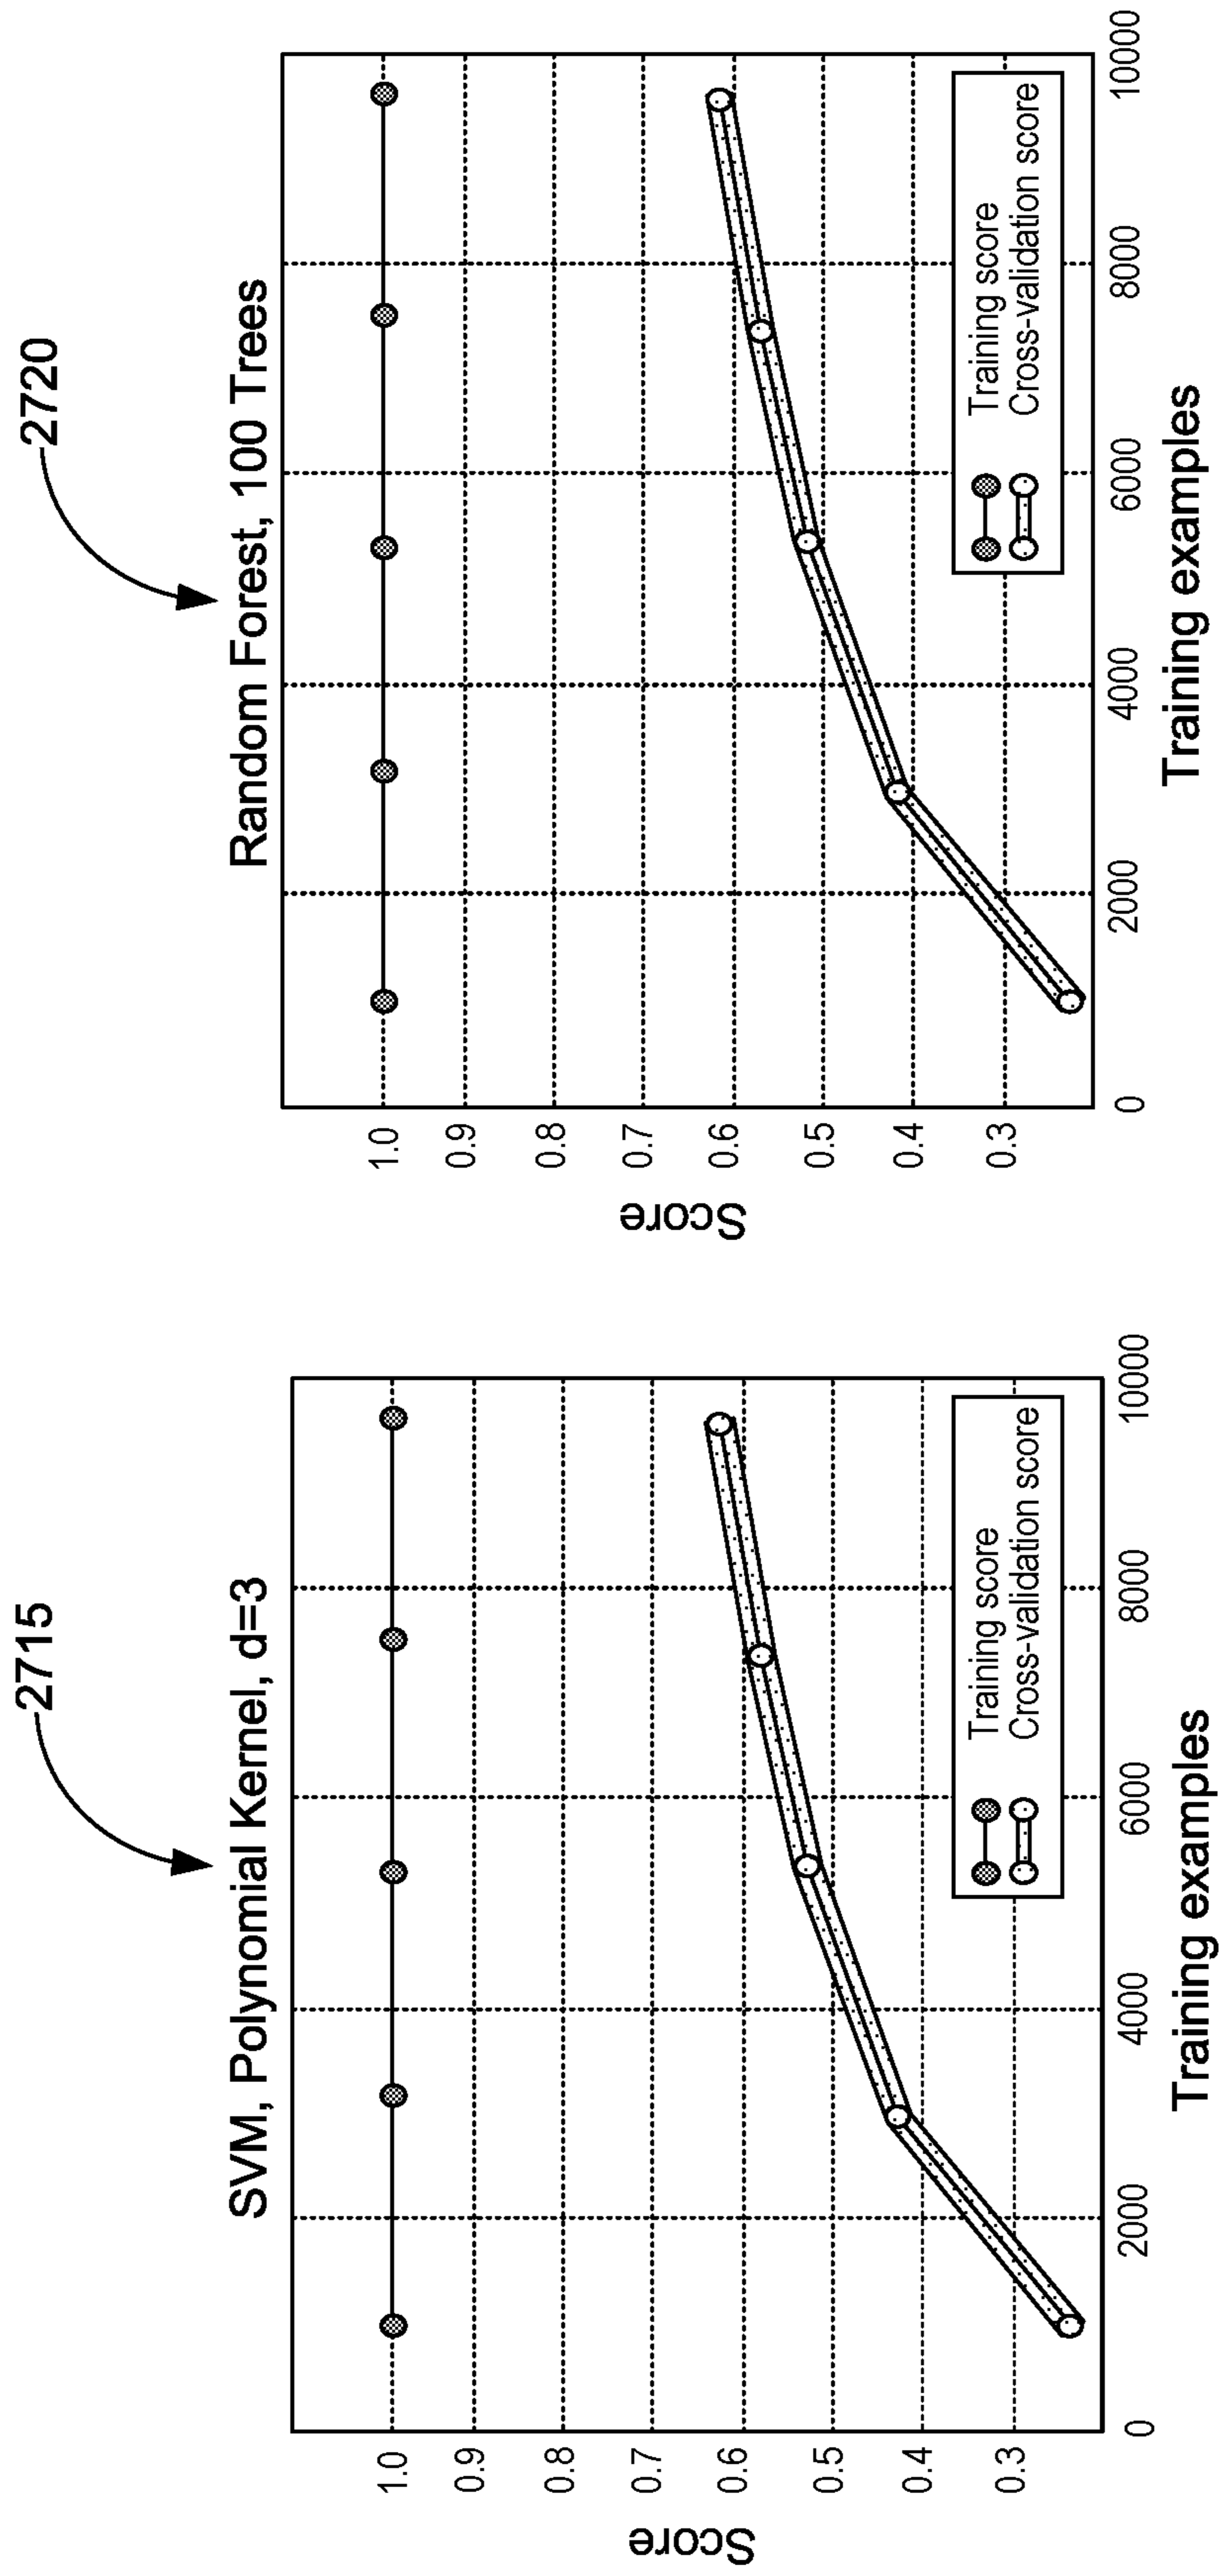 2715
SVM, Polynomial Kernel, d=3
Score
1.0
0.9
0.8
0.7
0.6
0.5
0.4
0.3
Training score
Cross-validation score
0 2000 4000 6000 8000 10000
Training examples
2720
Random Forest, 100 Trees
Score
1.0
0.9
0.8
0.7
0.6
0.5
0.4
0.3
Training score
Cross-validation score
0 2000 4000 6000 8000 10000
Training examples